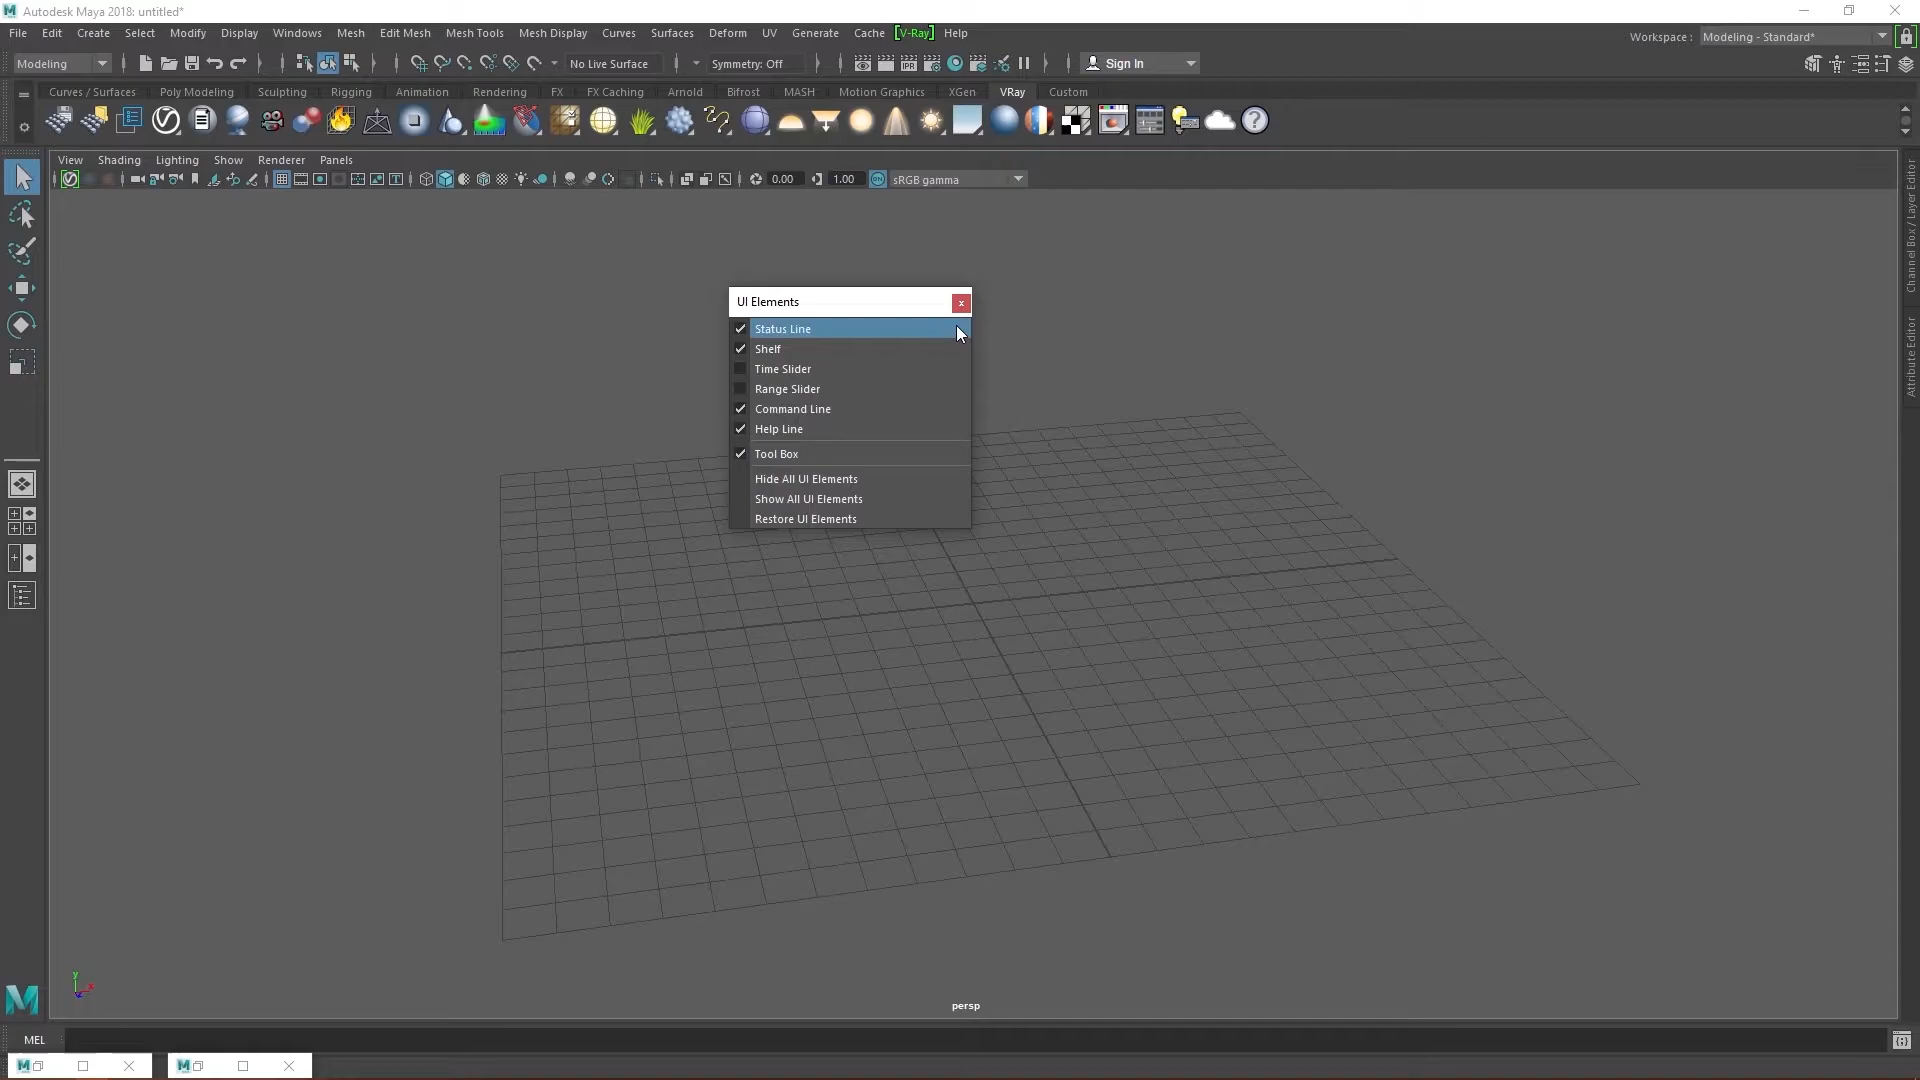 Autodesk Maya 2018: untitled*
File Edit Create Select Modify Display Windows Mesh Edit Mesh Mesh Tools Mesh Display Curves Surfaces Deform UV Generate Cache [V-Ray] Help
Workspace : Modeling - Standard*
Modeling No Live Surface Symmetry: Off IPR Sign In
Curves / Surfaces Poly Modeling Sculpting Rigging Animation Rendering FX FX Caching Arnold Bifrost MASH Motion Graphics XGen VRay Custom
View Shading Lighting Show Renderer Panels
0.00 1.00 ON sRGB gamma
Channel Box / Layer Editor
Attribute Editor
UI Elements x
Status Line
Shelf
Time Slider
Range Slider
Command Line
Help Line
Tool Box
Hide All UI Elements
Show All UI Elements
Restore UI Elements
y
x
persp
MEL